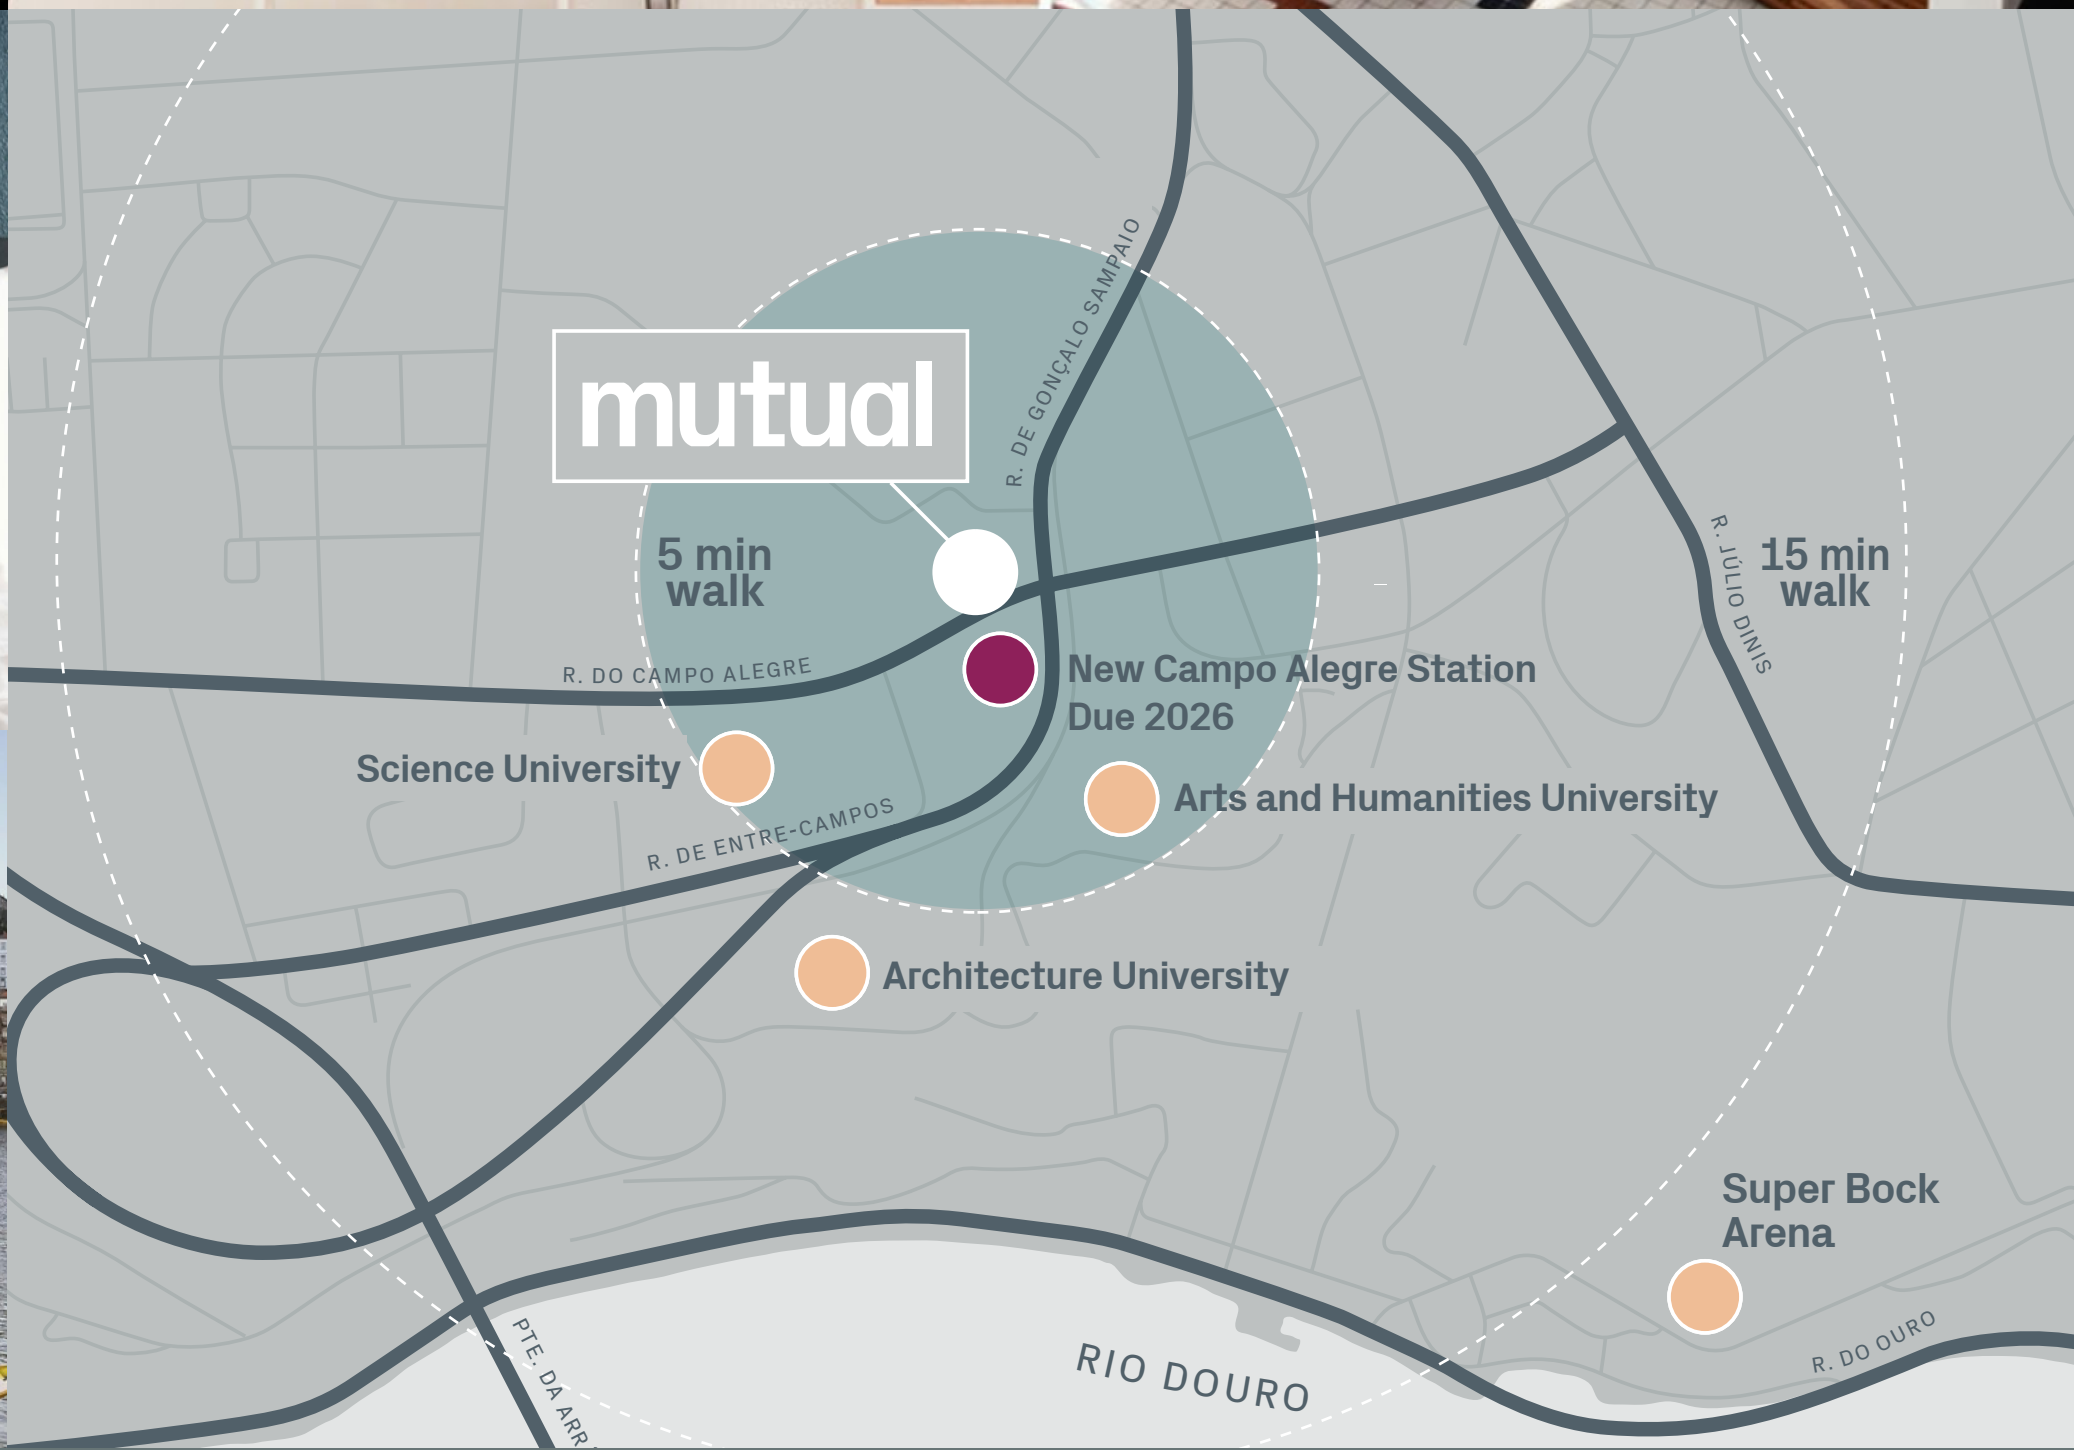 R. DE GONÇALO SAMPAIO
mutual
5 min
walk
15 min
walk
R. JÚLIO DINIS
R. DO CAMPO ALEGRE
New Campo Alegre Station
Due 2026
Science University
Arts and Humanities University
R. DE ENTRE-CAMPOS
Architecture University
Super Bock
Arena
R. DO OURO
RIO DOURO
PTE. DA ARR